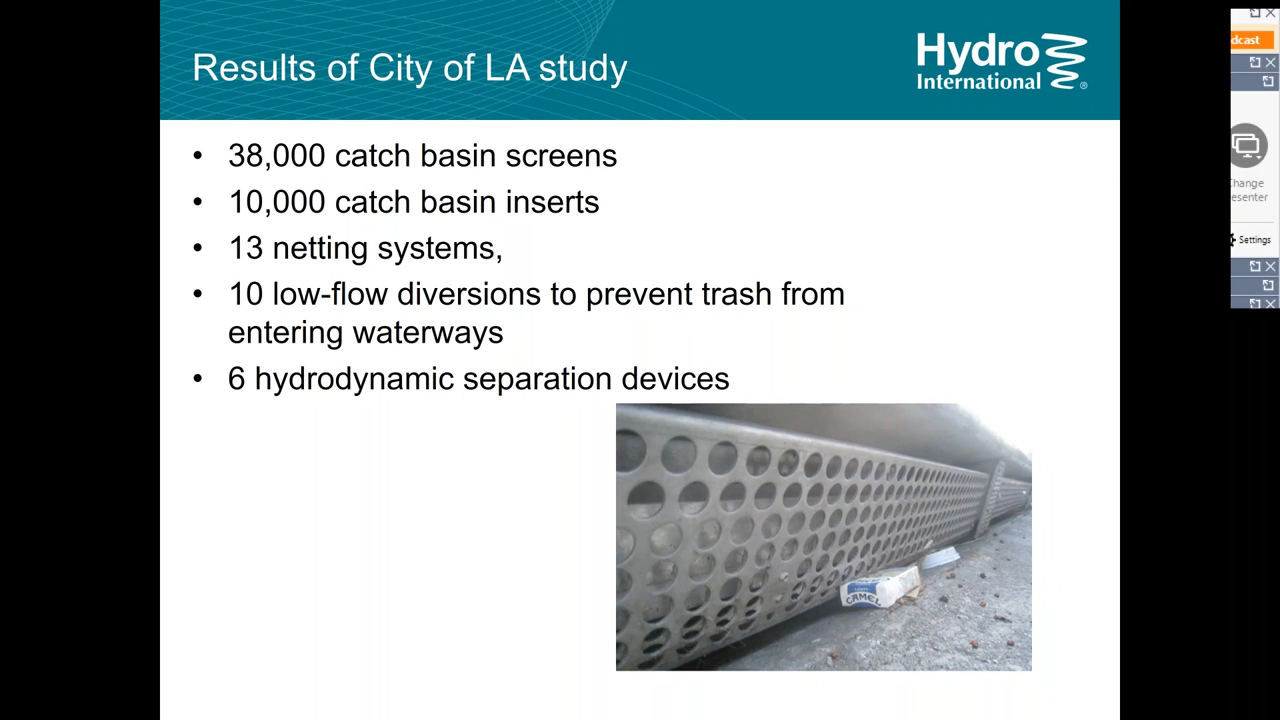 Results of City of LA study
Hydro
International
®
• 38,000 catch basin screens
• 10,000 catch basin inserts
• 13 netting systems,
• 10 low-flow diversions to prevent trash from
entering waterways
• 6 hydrodynamic separation devices
CAMEL
dcast
hange
esenter
Settings